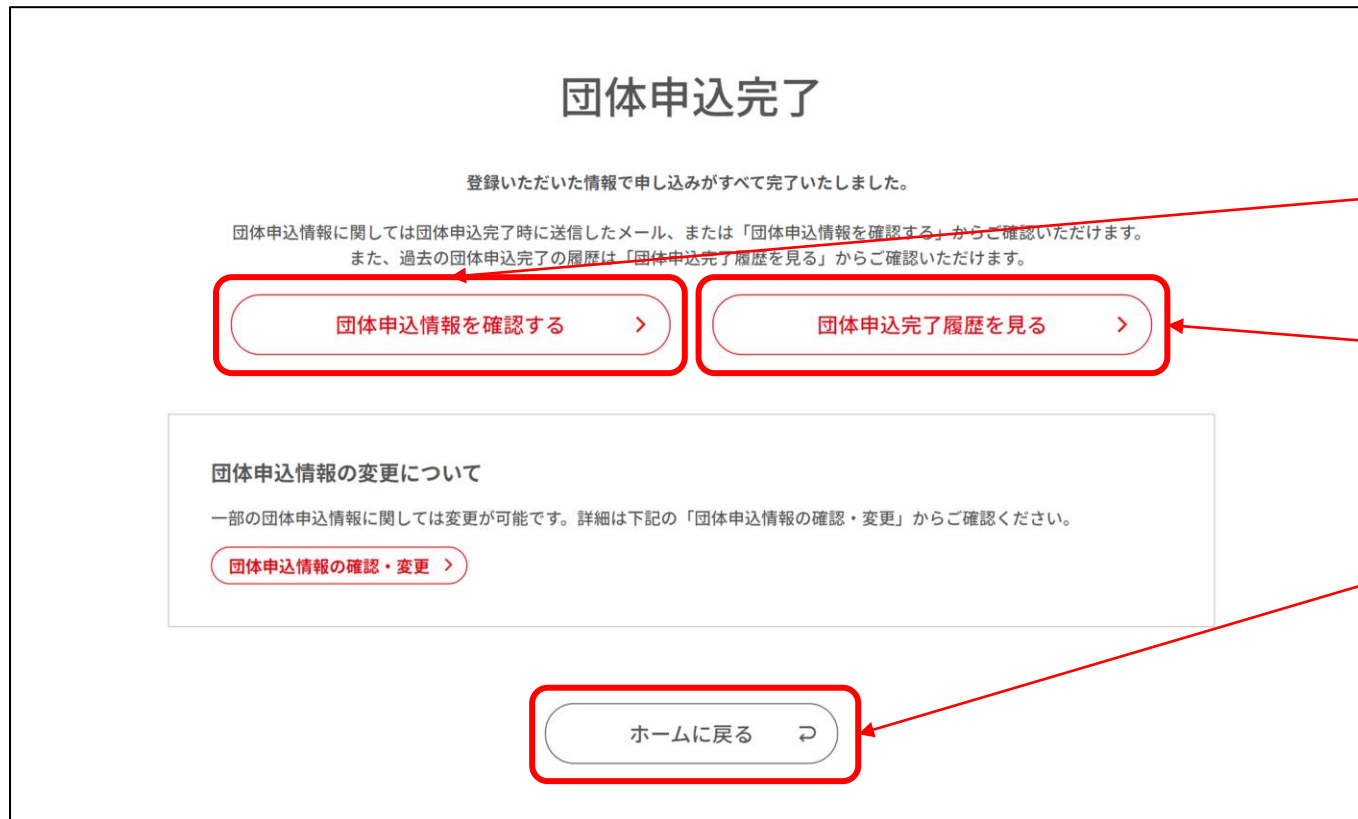 団体申込完了
登録いただいた情報で申し込みがすべて完了いたしました。
団体申込情報に関しては団体申込完了時に送信したメール、または「団体申込情報を確認する」からご確認いただけます。
また、過去の団体申込完了の履歴は「団体申込完了履歴を見る」からご確認いただけます。
団体申込情報を確認する
団体申込完了履歴を見る
団体申込情報の変更について
一部の団体申込情報に関しては変更が可能です。詳細は下記の「団体申込情報の確認・変更」からご確認ください。
団体申込情報の確認・変更
ホームに戻る